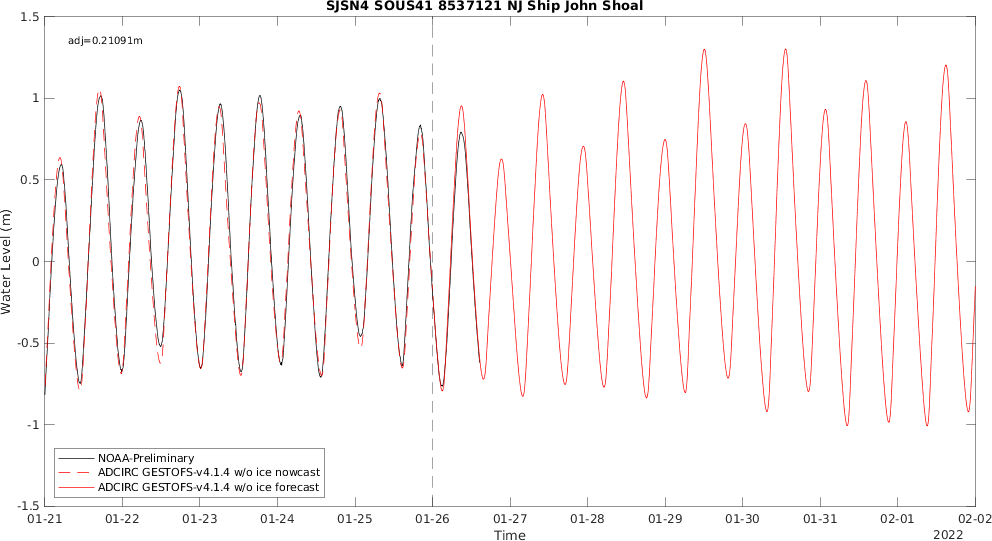 SJSN4 SOUS41 8537121 NJ Ship John Shoal
adj=0.21091m
1.5
1
0.5
0
-0.5
-1
-1.5
Water Level (m)
NOAA-Preliminary
ADCIRC GESTOFS-v4.1.4 w/o ice nowcast
ADCIRC GESTOFS-v4.1.4 w/o ice forecast
01-21 01-22 01-23 01-24 01-25 01-26 01-27 01-28 01-29 01-30 01-31 02-01 02-02
Time
2022